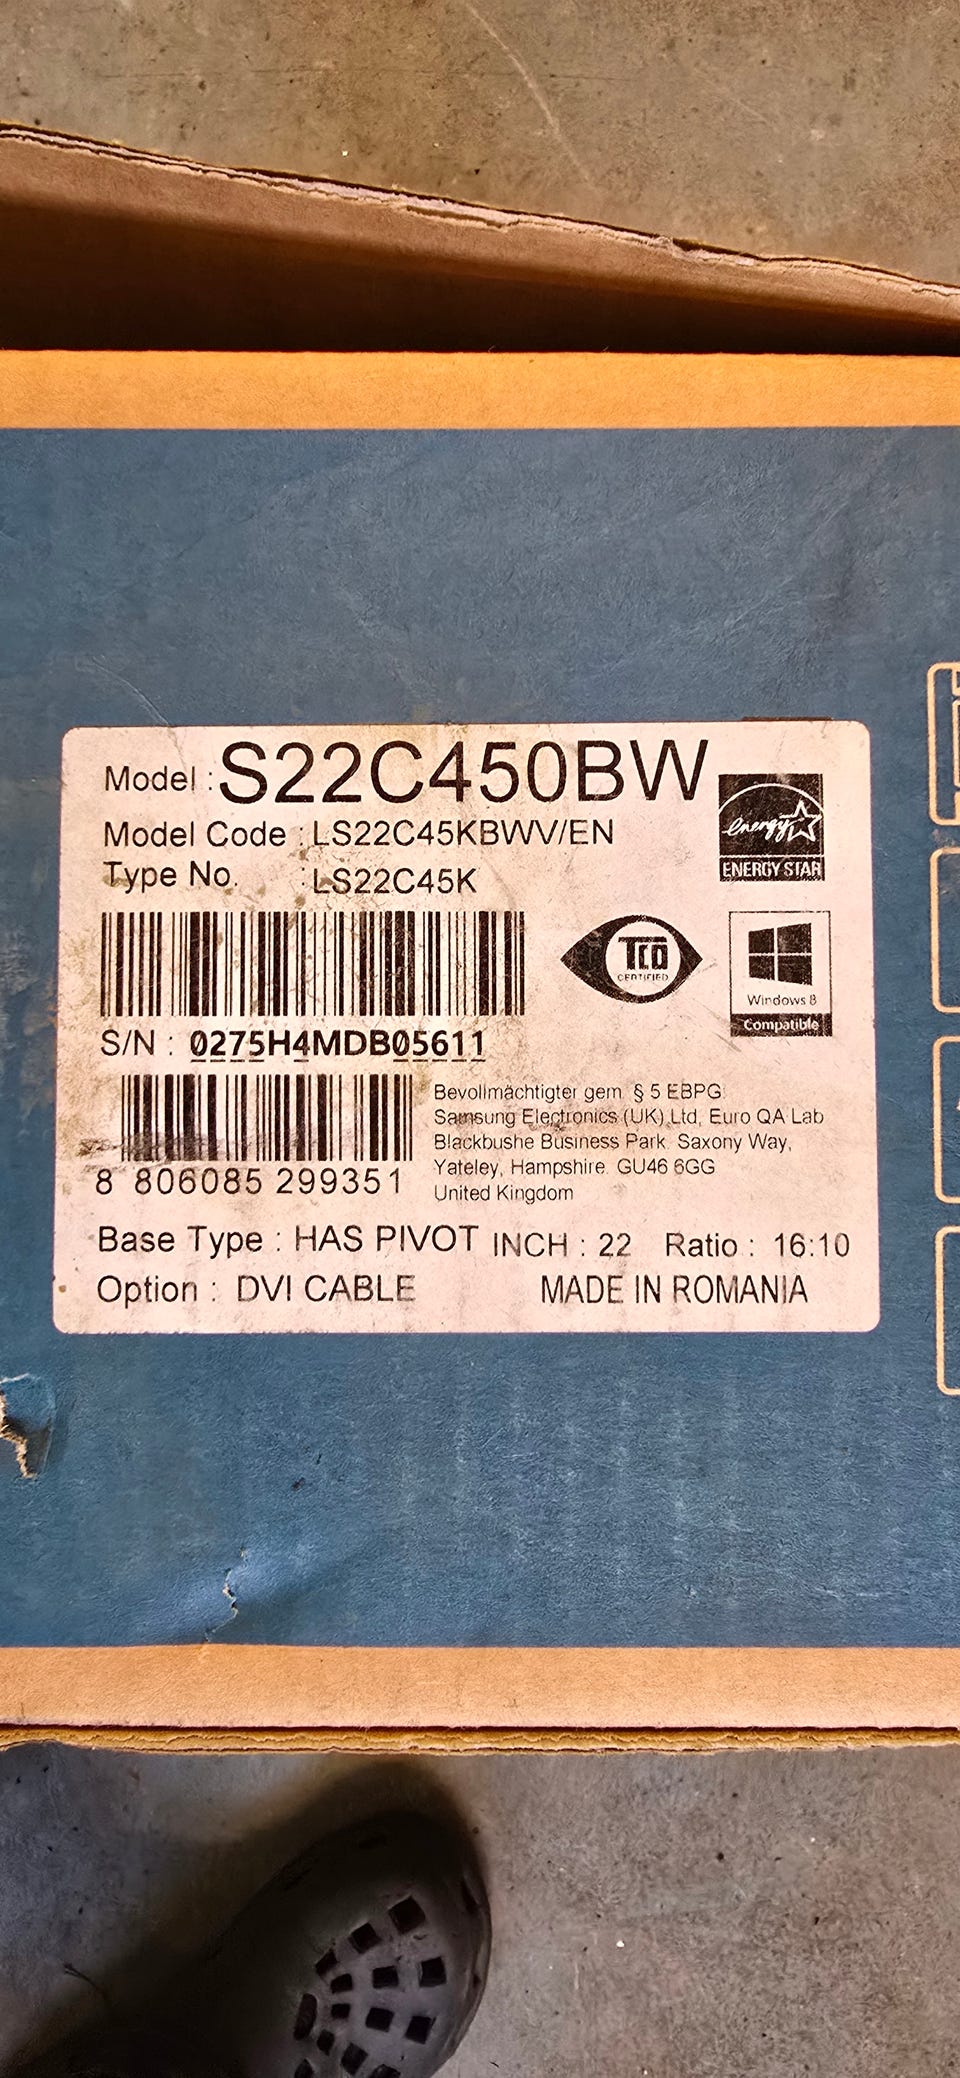 Model : S22C450BW
Model Code : LS22C45KBWV/EN
Type No. : LS22C45K
energy
ENERGY STAR
TCO
CERTIFIED
Windows 8
Compatible
S/N : 0275H4MDB05611
8 806085 299351
Bevollmächtigter gem. § 5 EBPG:
Samsung Electronics (UK) Ltd, Euro QA Lab
Blackbushe Business Park. Saxony Way,
Yateley, Hampshire. GU46 6GG
United Kingdom
Base Type : HAS PIVOT INCH : 22 Ratio : 16:10
Option : DVI CABLE MADE IN ROMANIA